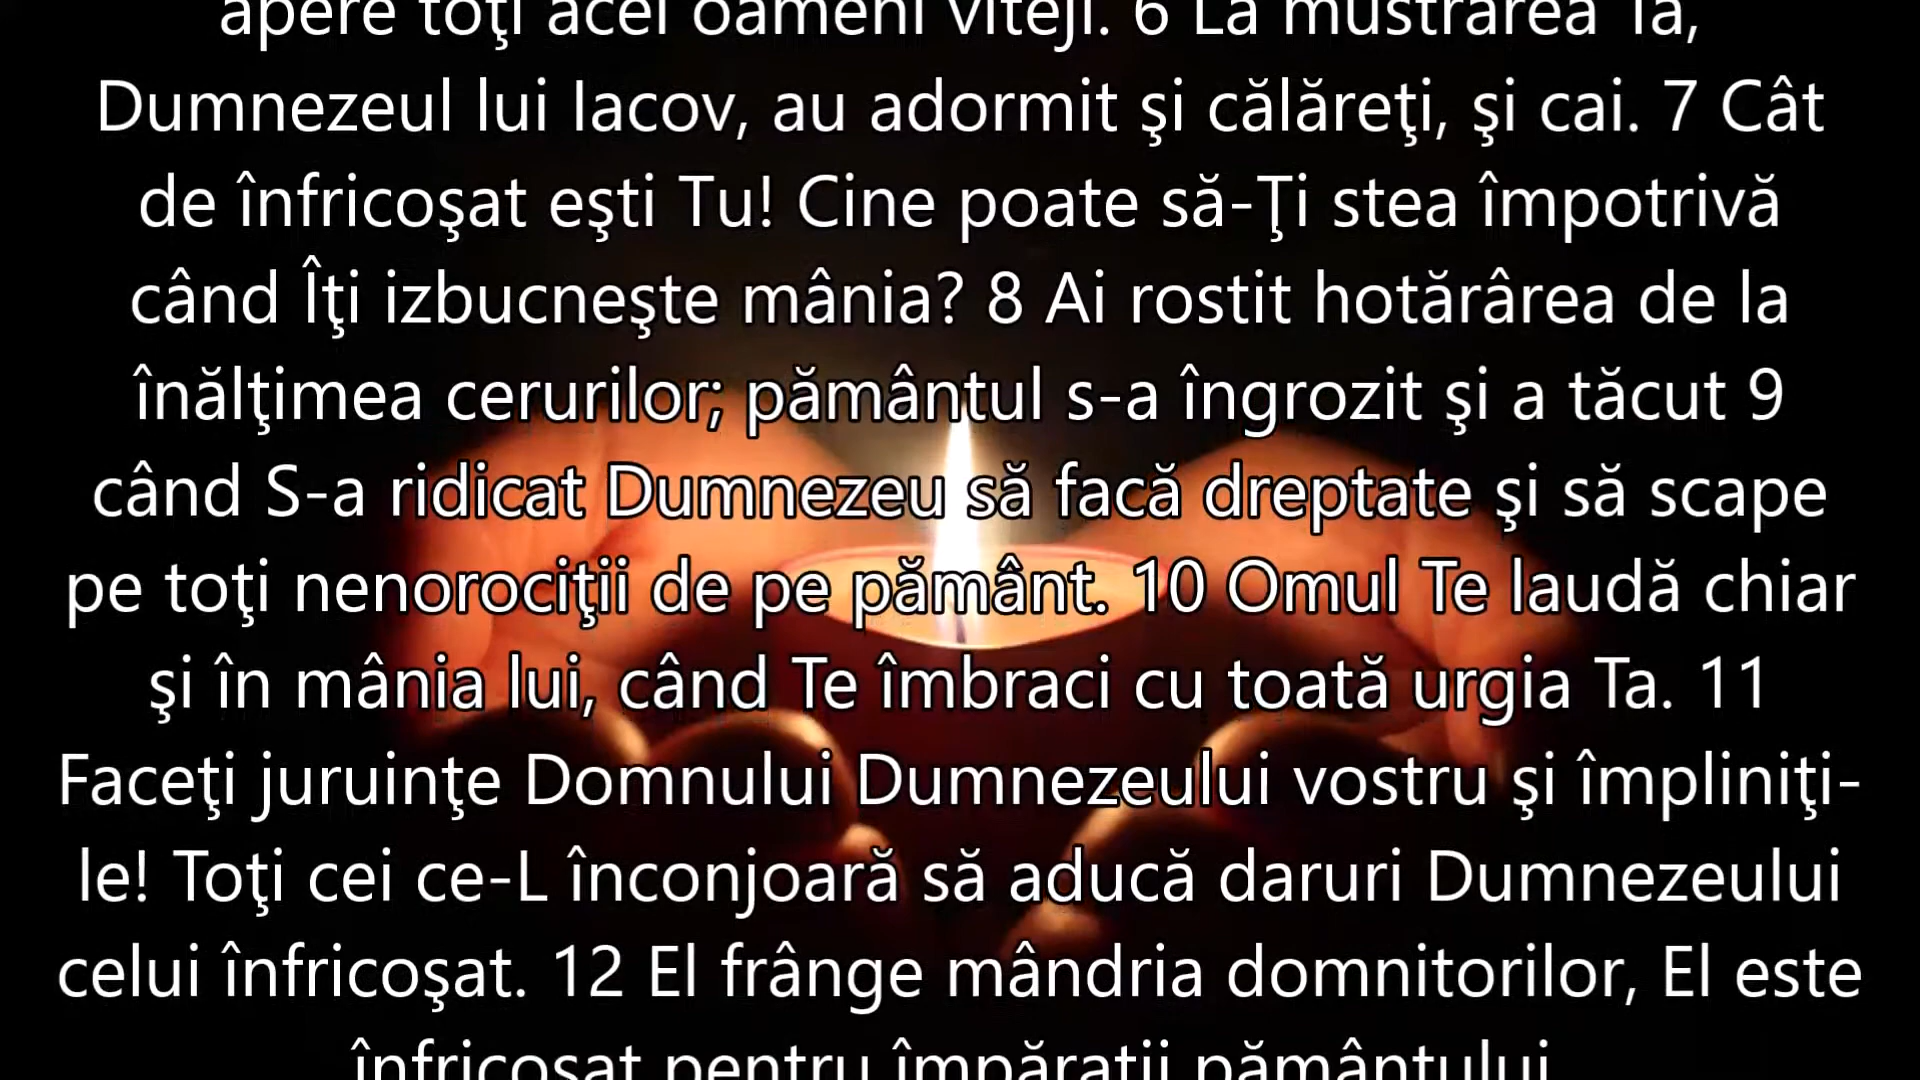 apere toţi acei oameni viteji. 6 La mustrarea Ta,
Dumnezeul lui Iacov, au adormit şi călăreţi, şi cai. 7 Cât
de înfricoşat eşti Tu! Cine poate să-Ţi stea împotrivă
când Îţi izbucneşte mânia? 8 Ai rostit hotărârea de la
înălţimea cerurilor; pământul s-a îngrozit şi a tăcut 9
când S-a ridicat Dumnezeu să facă dreptate şi să scape
pe toţi nenorociţii de pe pământ. 10 Omul Te laudă chiar
şi în mânia lui, când Te îmbraci cu toată urgia Ta. 11
Faceţi juruinţe Domnului Dumnezeului vostru şi împliniţi-
le! Toţi cei ce-L înconjoară să aducă daruri Dumnezeului
celui înfricoşat. 12 El frânge mândria domnitorilor, El este
înfricoşat pentru împăraţii pământului.